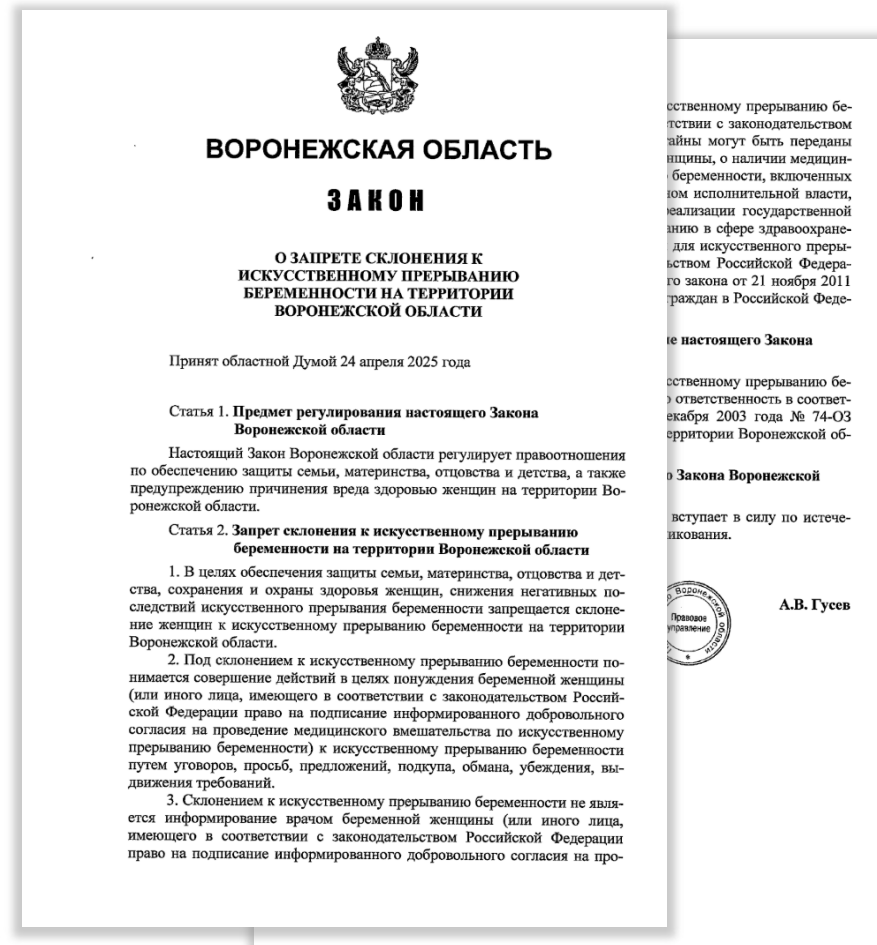 ВОРОНЕЖСКАЯ ОБЛАСТЬ
ЗАКОН
О ЗАПРЕТЕ СКЛОНЕНИЯ К
ИСКУССТВЕННОМУ ПРЕРЫВАНИЮ
БЕРЕМЕННОСТИ НА ТЕРРИТОРИИ
ВОРОНЕЖСКОЙ ОБЛАСТИ
Принят областной Думой 24 апреля 2025 года
Статья 1. Предмет регулирования настоящего Закона
Воронежской области
Настоящий Закон Воронежской области регулирует правоотношения
по обеспечению защиты семьи, материнства, отцовства и детства, а также
предупреждению причинения вреда здоровью женщин на территории Во-
ронежской области.
Статья 2. Запрет склонения к искусственному прерыванию
беременности на территории Воронежской области
1. В целях обеспечения защиты семьи, материнства, отцовства и дет-
ства, сохранения и охраны здоровья женщин, снижения негативных по-
следствий искусственного прерывания беременности запрещается склоне-
ние женщин к искусственному прерыванию беременности на территории
Воронежской области.
2. Под склонением к искусственному прерыванию беременности по-
нимается совершение действий в целях понуждения беременной женщины
(или иного лица, имеющего в соответствии с законодательством Россий-
ской Федерации право на подписание информированного добровольного
согласия на проведение медицинского вмешательства по искусственному
прерыванию беременности) к искусственному прерыванию беременности
путем уговоров, просьб, предложений, подкупа, обмана, убеждения, вы-
движения требований.
3. Склонением к искусственному прерыванию беременности не явля-
ется информирование врачом беременной женщины (или иного лица,
имеющего в соответствии с законодательством Российской Федерации
право на подписание информированного добровольного согласия на про-
сственному прерыванию бе-
тствии с законодательством
айны могут быть переданы
нщины, о наличии медицин-
беременности, включенных
ом исполнительной власти,
реализации государственной
анию в сфере здравоохране-
для искусственного преры-
ьством Российской Федера-
го закона от 21 ноября 2011
граждан в Российской Феде-
е настоящего Закона
сственному прерыванию бе-
ответственность в соответ-
екабря 2003 года № 74-ОЗ
ерритории Воронежской об-
о Закона Воронежской
вступает в силу по истече-
икования.
Правовое
управление
А.В. Гусев